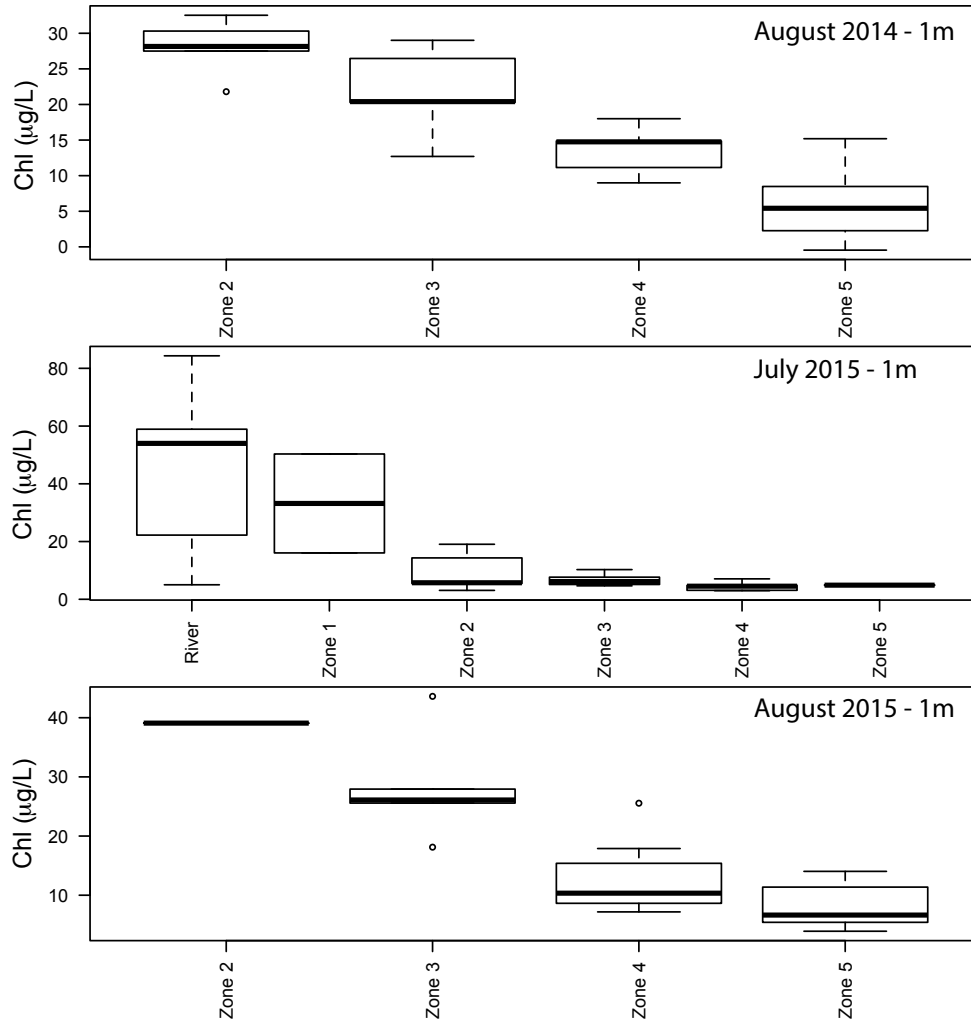 August 2014 - 1m
Chl (µg/L)
30
25
20
15
10
5
0
Zone 2
Zone 3
Zone 4
Zone 5
July 2015 - 1m
Chl (µg/L)
80
60
40
20
0
River
Zone 1
Zone 2
Zone 3
Zone 4
Zone 5
August 2015 - 1m
Chl (µg/L)
40
30
20
10
Zone 2
Zone 3
Zone 4
Zone 5